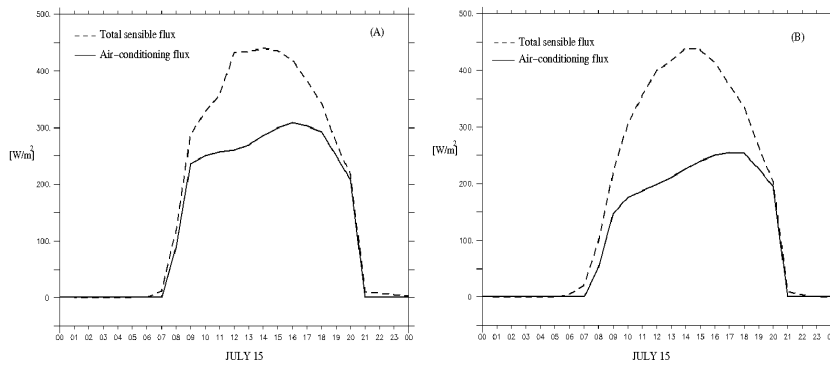 500.
(A)
Total sensible flux
Air-conditioning flux
400.
300.
[W/m2]
200.
100.
0
00 01 02 03 04 05 06 07 08 09 10 11 12 13 14 15 16 17 18 19 20 21 22 23 00
JULY 15
500.
(B)
Total sensible flux
Air-conditioning flux
400.
300.
[W/m2]
200.
100.
0
00 01 02 03 04 05 06 07 08 09 10 11 12 13 14 15 16 17 18 19 20 21 22 23 00
JULY 15